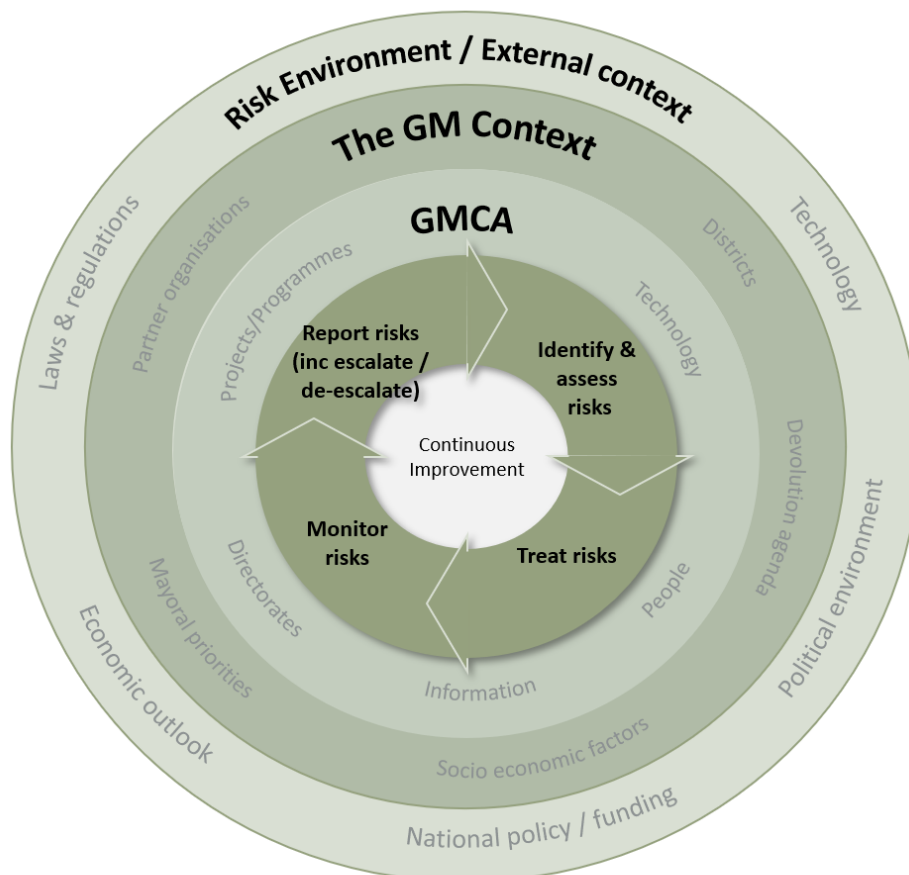 Risk Environment / External context
The GM Context
GMCA
Laws & regulations
Technology
Partner organisations
Districts
Projects/Programmes
Technology
Report risks
(inc escalate /
de-escalate)
Identify &
assess
risks
Continuous
Improvement
Monitor
risks
Treat risks
Devolution agenda
Political environment
Directorates
People
Mayoral priorities
Economic outlook
Information
Socio economic factors
National policy / funding